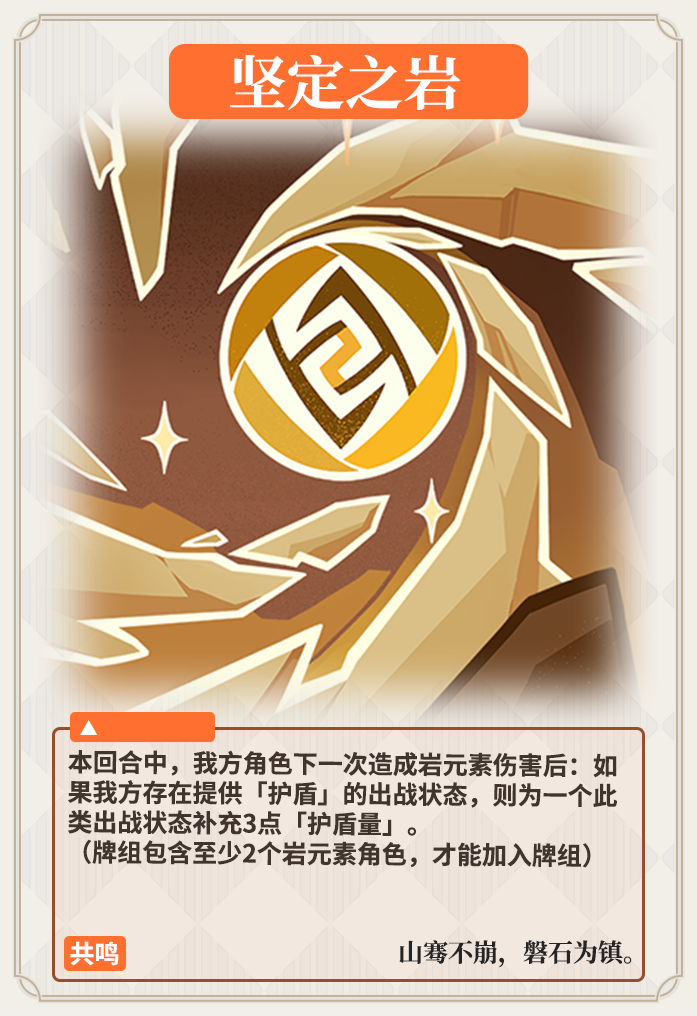 坚定之岩
本回合中，我方角色下一次造成岩元素伤害后：如
果我方存在提供「护盾」的出战状态，则为一个此
类出战状态补充3点「护盾量」。
（牌组包含至少2个岩元素角色，才能加入牌组）
共鸣
山骞不崩，磐石为镇。